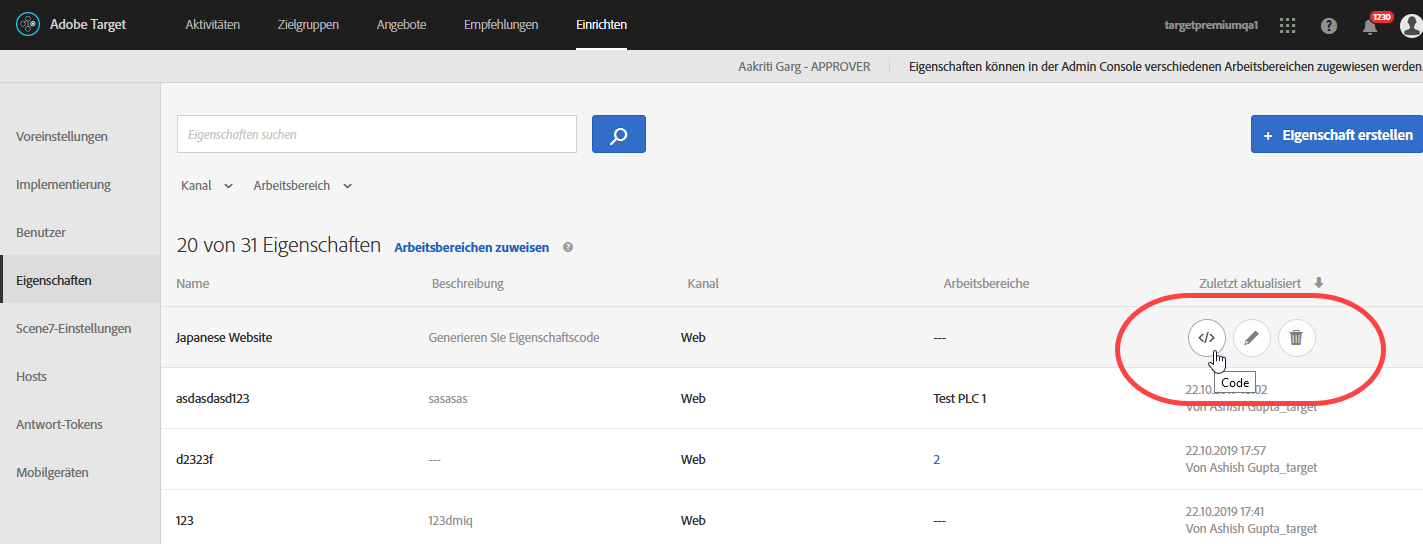 Adobe Target Aktivitäten Zielgruppen Angebote Empfehlungen Einrichten targetpremiumqa1 1230
Aakriti Garg - APPROVER Eigenschaften können in der Admin Console verschiedenen Arbeitsbereichen zugewiesen werden.
Voreinstellungen
Implementierung
Benutzer
Eigenschaften
Scene7-Einstellungen
Hosts
Antwort-Tokens
Mobilgeräten
Eigenschaften suchen
+ Eigenschaft erstellen
Kanal Arbeitsbereich
20 von 31 Eigenschaften Arbeitsbereichen zuweisen ?
Name Beschreibung Kanal Arbeitsbereiche Zuletzt aktualisiert
Japanese Website Generieren Sie Eigenschaftscode Web --- </>
Code
asdasdasd123 sasasas Web Test PLC 1 22.10.2019 02
Von Ashish Gupta_target
d2323f --- Web 2 22.10.2019 17:57
Von Ashish Gupta_target
123 123dmiq Web --- 22.10.2019 17:41
Von Ashish Gupta_target